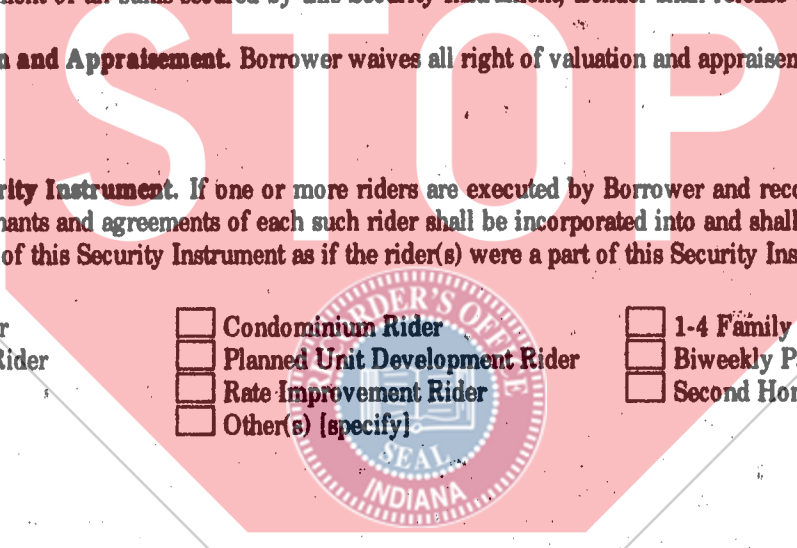 STOP
n and Appraisement. Borrower waives all right of valuation and appraisem
rity Instrument. If one or more riders are executed by Borrower and reco
nants and agreements of each such rider shall be incorporated into and shall
of this Security Instrument as if the rider(s) were a part of this Security Ins
r Condominium Rider 1-4 Family
Rider Planned Unit Development Rider Biweekly P
Rate Improvement Rider Second Hom
Other(s) [specify]
RECORDER'S OFFICE
SEAL
INDIANA